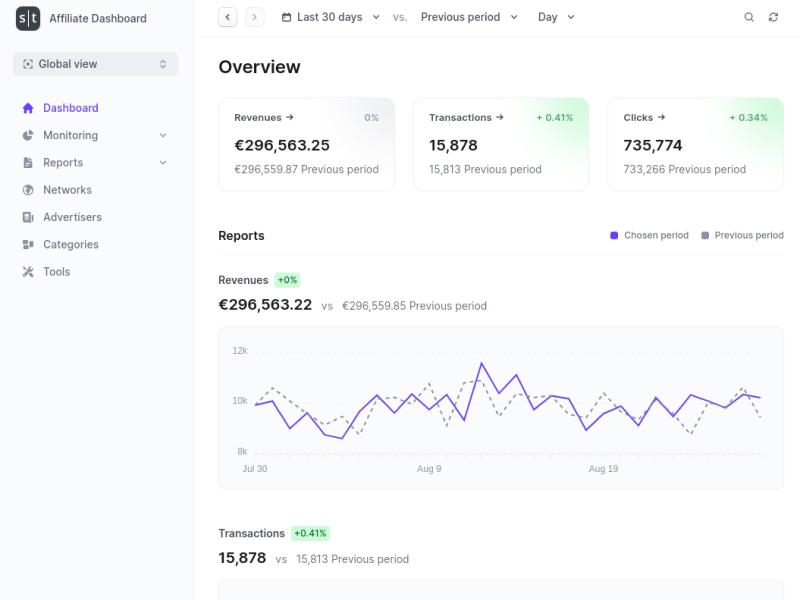 s|t Affiliate Dashboard
Last 30 days vs. Previous period Day
Global view
Dashboard
Monitoring
Reports
Networks
Advertisers
Categories
Tools
Overview
Revenues → 0%
€296,563.25
€296,559.87 Previous period
Transactions → + 0.41%
15,878
15,813 Previous period
Clicks → + 0.34%
735,774
733,266 Previous period
Reports Chosen period Previous period
Revenues +0%
€296,563.22 vs €296,559.85 Previous period
12k
10k
8k
Jul 30 Aug 9 Aug 19
Transactions +0.41%
15,878 vs 15,813 Previous period